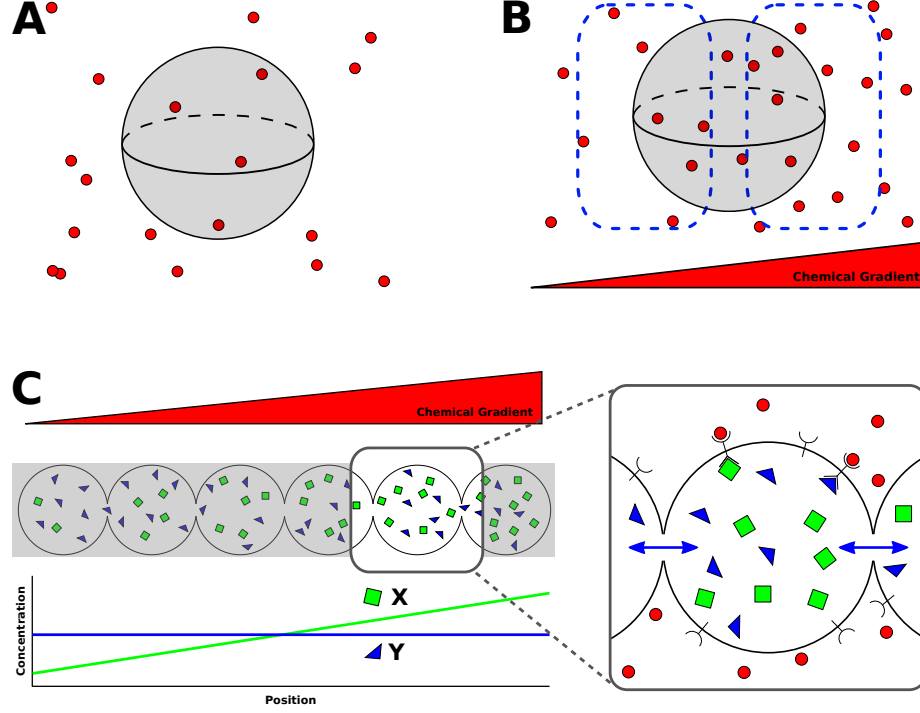 A
B
Chemical Gradient
C
Chemical Gradient
X
Y
Concentration
Position